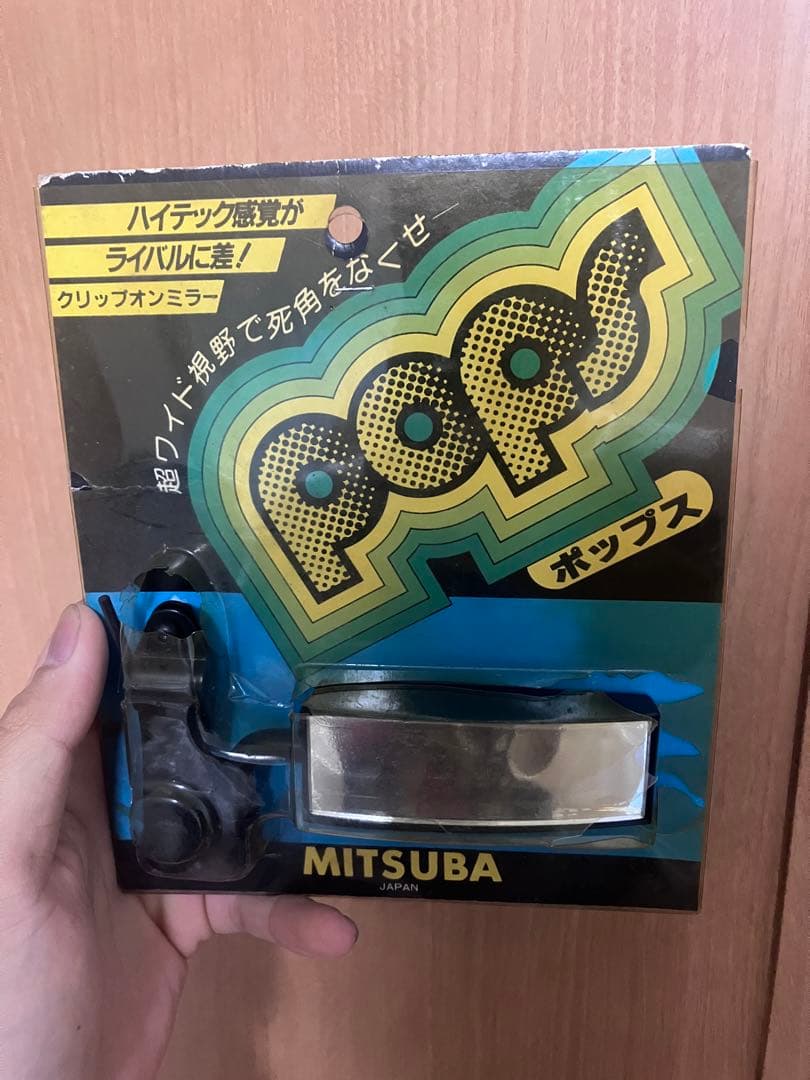 ハイテック感覚が
ライバルに差!
クリップオンミラー
超ワイド視野で死角をなくせ
pops
ポップス
MITSUBA
JAPAN